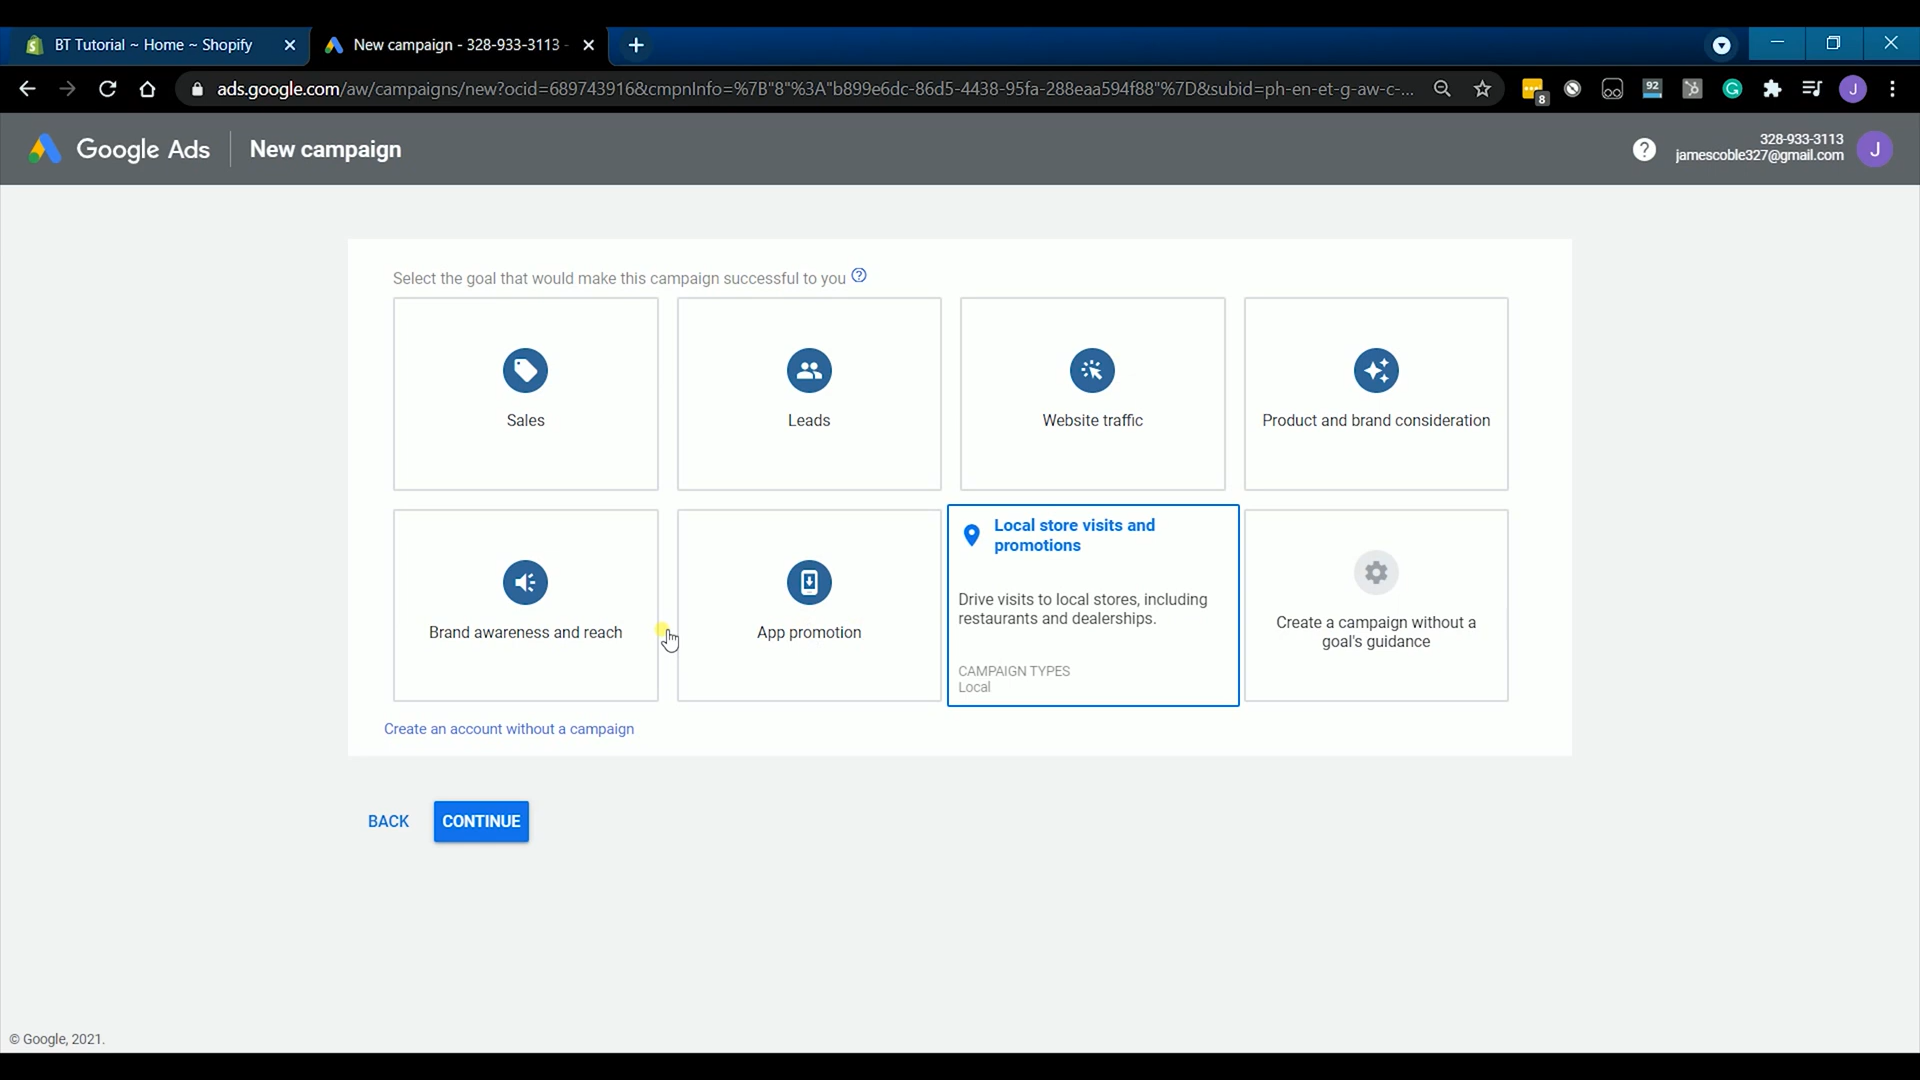 BT Tutorial ~ Home ~ Shopify
New campaign - 328-933-3113 -
ads.google.com/aw/campaigns/new?ocid=689743916&cmpnInfo=%7B"8"%3A"b899e6dc-86d5-4438-95fa-288eaa594f88"%7D&subid=ph-en-et-g-aw-c-...
8
92
G
J
Google Ads
New campaign
328-933-3113
jamescoble327@gmail.com
J
Select the goal that would make this campaign successful to you
Sales
Leads
Website traffic
Product and brand consideration
Brand awareness and reach
App promotion
Local store visits and
promotions
Drive visits to local stores, including
restaurants and dealerships.
CAMPAIGN TYPES
Local
Create a campaign without a
goal's guidance
Create an account without a campaign
BACK
CONTINUE
© Google, 2021.